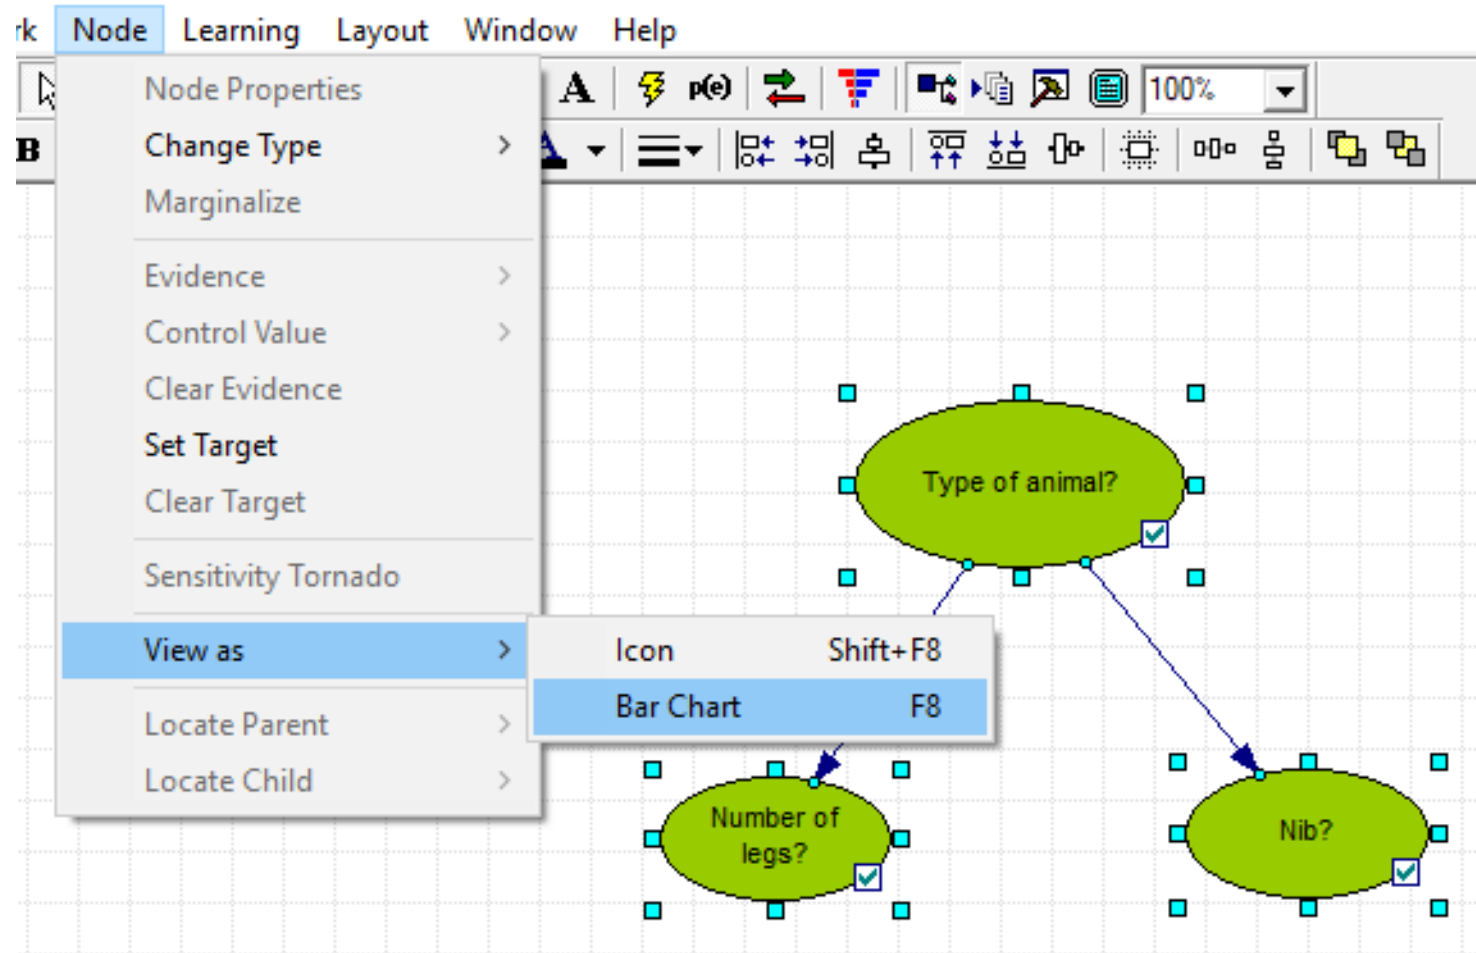 rk Node Learning Layout Window Help
A p(e) 100%
B A
Node Properties
Change Type
Marginalize
Evidence
Control Value
Clear Evidence
Set Target
Clear Target
Sensitivity Tornado
View as
Locate Parent
Locate Child
Icon Shift+F8
Bar Chart F8
Type of animal?
Number of
legs?
Nib?